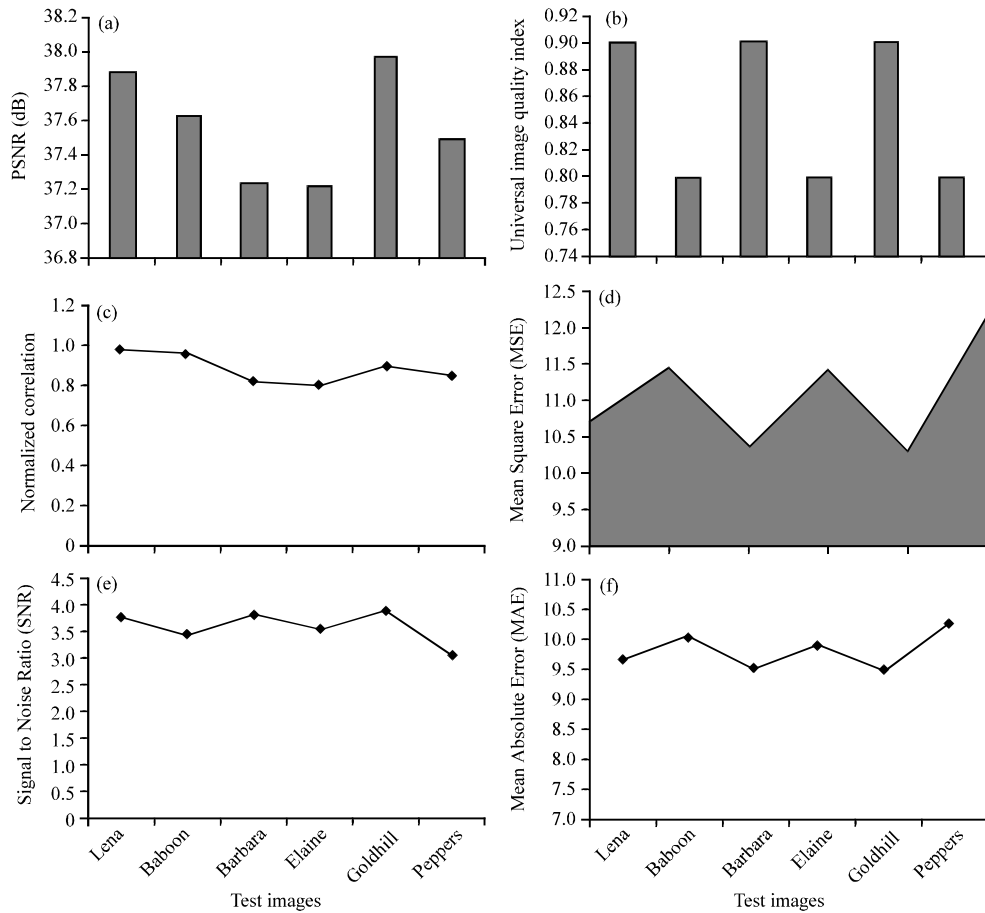 (a)
PSNR (dB)
38.2
38.0
37.8
37.6
37.4
37.2
37.0
36.8
(b)
Universal image quality index
0.92
0.90
0.88
0.86
0.84
0.82
0.80
0.78
0.76
0.74
(c)
Normalized correlation
1.2
1.0
0.8
0.6
0.4
0.2
0
(d)
Mean Square Error (MSE)
12.5
12.0
11.5
11.0
10.5
10.0
9.5
9.0
(e)
Signal to Noise Ratio (SNR)
4.5
4.0
3.5
3.0
2.5
2.0
1.5
1.0
0.5
0
Lena
Baboon
Barbara
Elaine
Goldhill
Peppers
Test images
(f)
Mean Absolute Error (MAE)
11.0
10.0
9.5
9.0
8.5
8.0
7.5
7.0
Lena
Baboon
Barbara
Elaine
Goldhill
Peppers
Test images